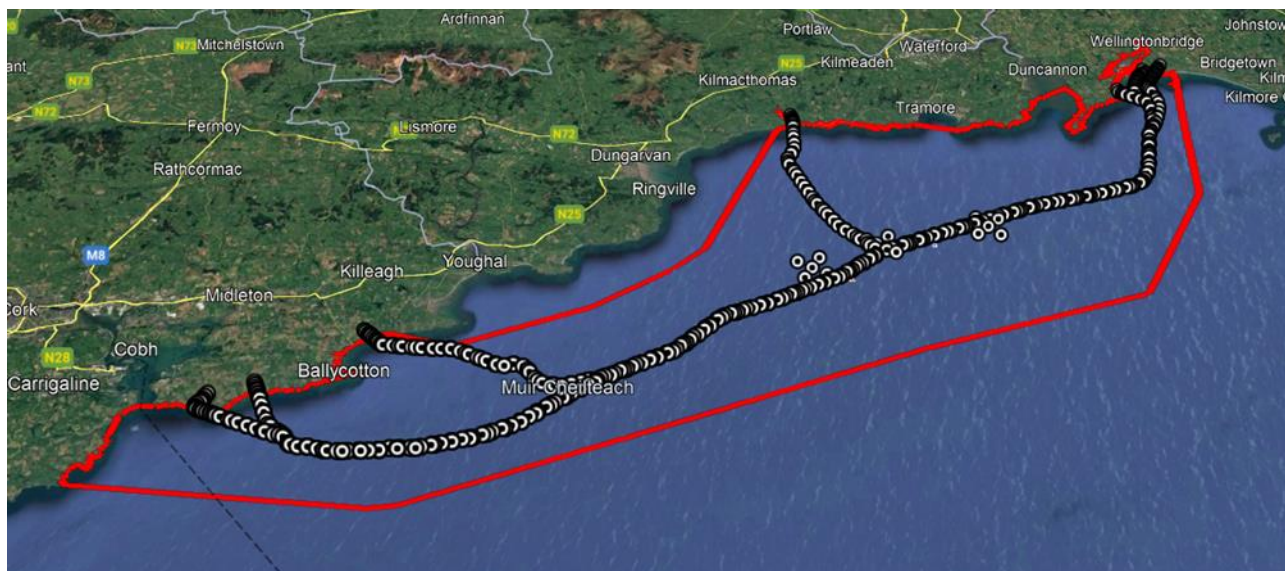 Ardfinnan
Johnstow
Portlaw
N73
Mitchelstown
Waterford
Wellingtonbridge
N25
Kilmeaden
Bridgetown
Duncannon
N73
Kilmacthomas
Kilmore
Tramore
N72
Fermoy
Lismore
N72
Dungarvan
Rathcormac
Ringville
N25
M8
Youghal
Killeagh
Midleton
Cork
Cobh
N28
Ballycotton
Carrigaline
Muir Cheilteach